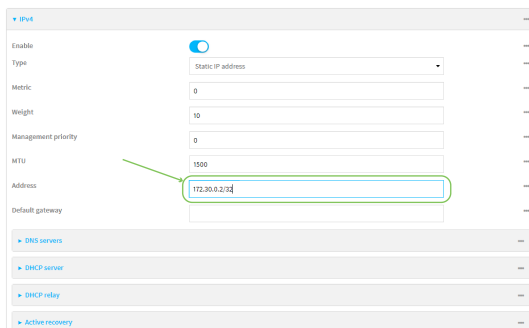 ▾ IPv4
Enable
Type Static IP address
Metric 0
Weight 10
Management priority 0
MTU 1500
Address 172.30.0.2/32
Default gateway
▸ DNS servers
▸ DHCP server
▸ DHCP relay
▸ Active recovery